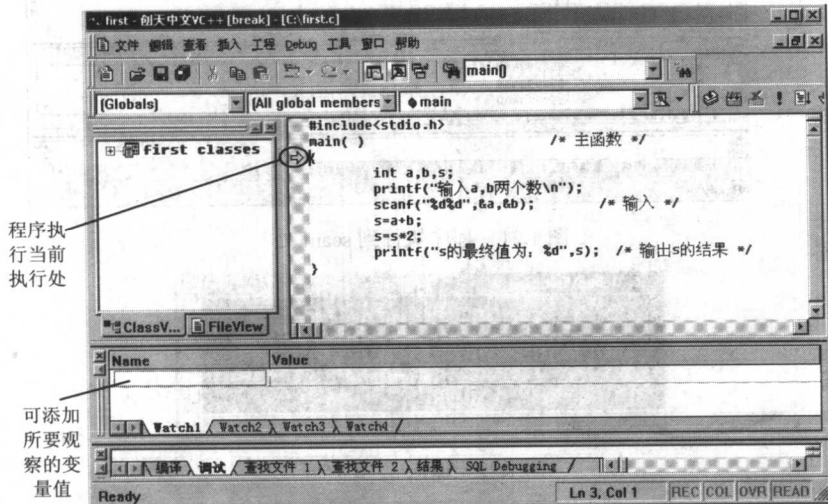 first - 创天中文VC++ [break] - [C:\first.c]
文件 编辑 查看 插入 工程 Debug 工具 窗口 帮助
main()
(Globals) (All global members main
first classes
#include<stdio.h>
main( ) /* 主函数 */
{
int a,b,s;
printf("输入a,b两个数\n");
scanf("%d%d",&a,&b); /* 输入 */
s=a+b;
s=s*2;
printf("s的最终值为: %d",s); /* 输出s的结果 */
}
程序执
行当前
执行处
ClassV... FileView
Name Value
可添加
所要观
察的变
量值
Watch1 Watch2 Watch3 Watch4
编译 调试 查找文件 1 查找文件 2 结果 SQL Debugging
Ready Ln 3, Col 1 REC COL OVR READ